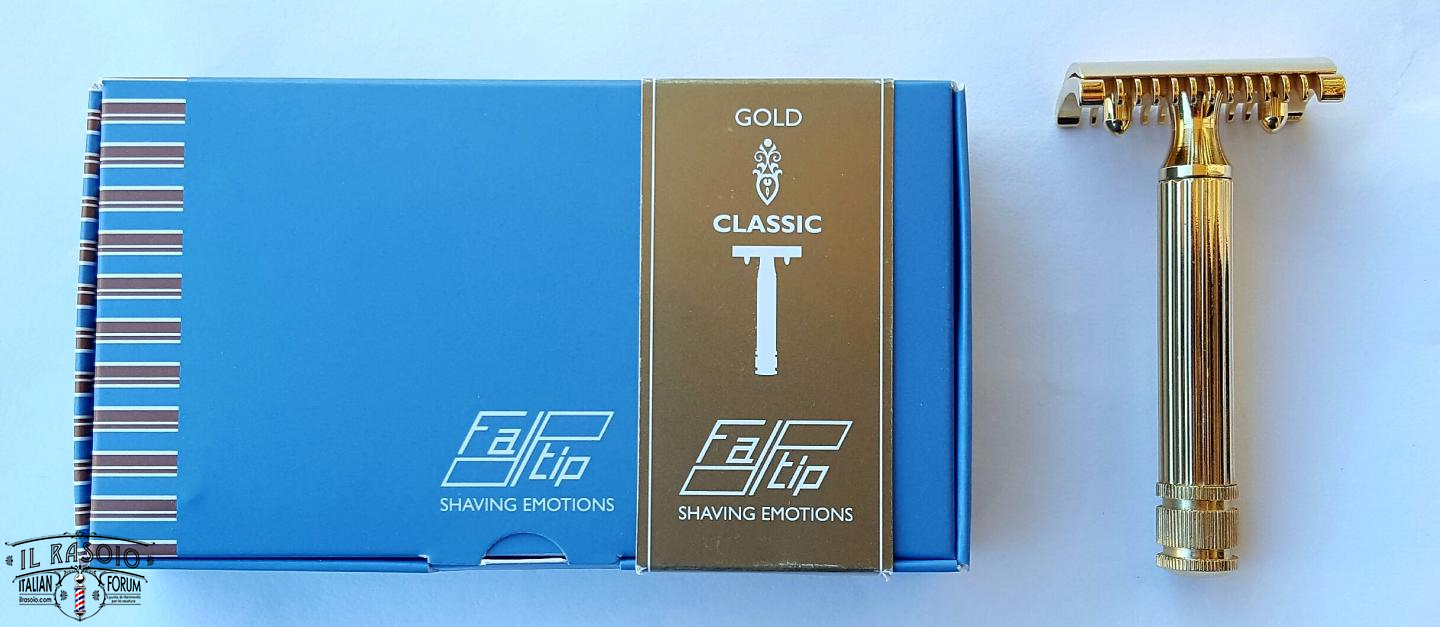 GOLD
CLASSIC
Fatip
SHAVING EMOTIONS
Fatip
SHAVING EMOTIONS
IL RASOIO
ITALIAN FORUM
ilrasoio.com